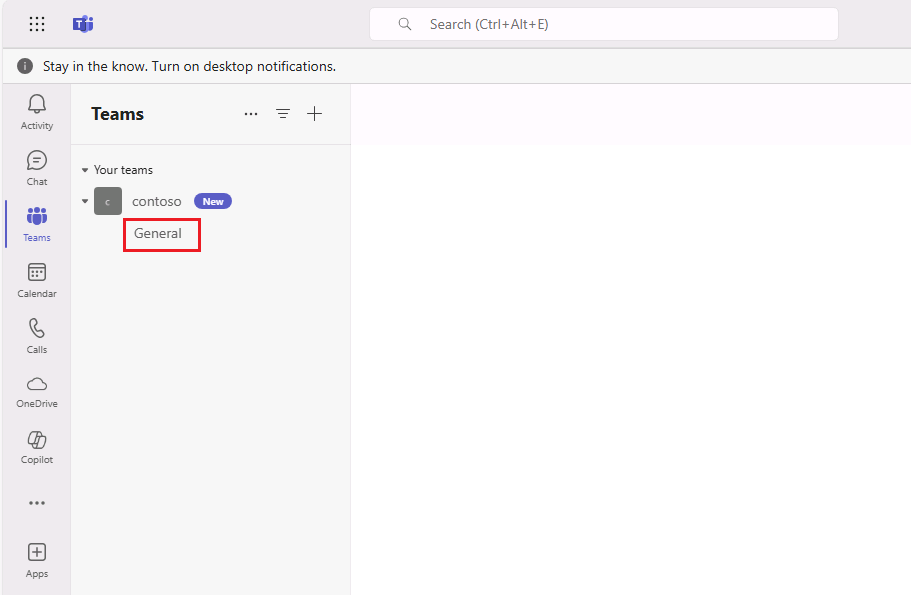 Search (Ctrl+Alt+E)
Stay in the know. Turn on desktop notifications.
Activity
Chat
Teams
Calendar
Calls
OneDrive
Copilot
Apps
Teams
Your teams
c contoso New
General